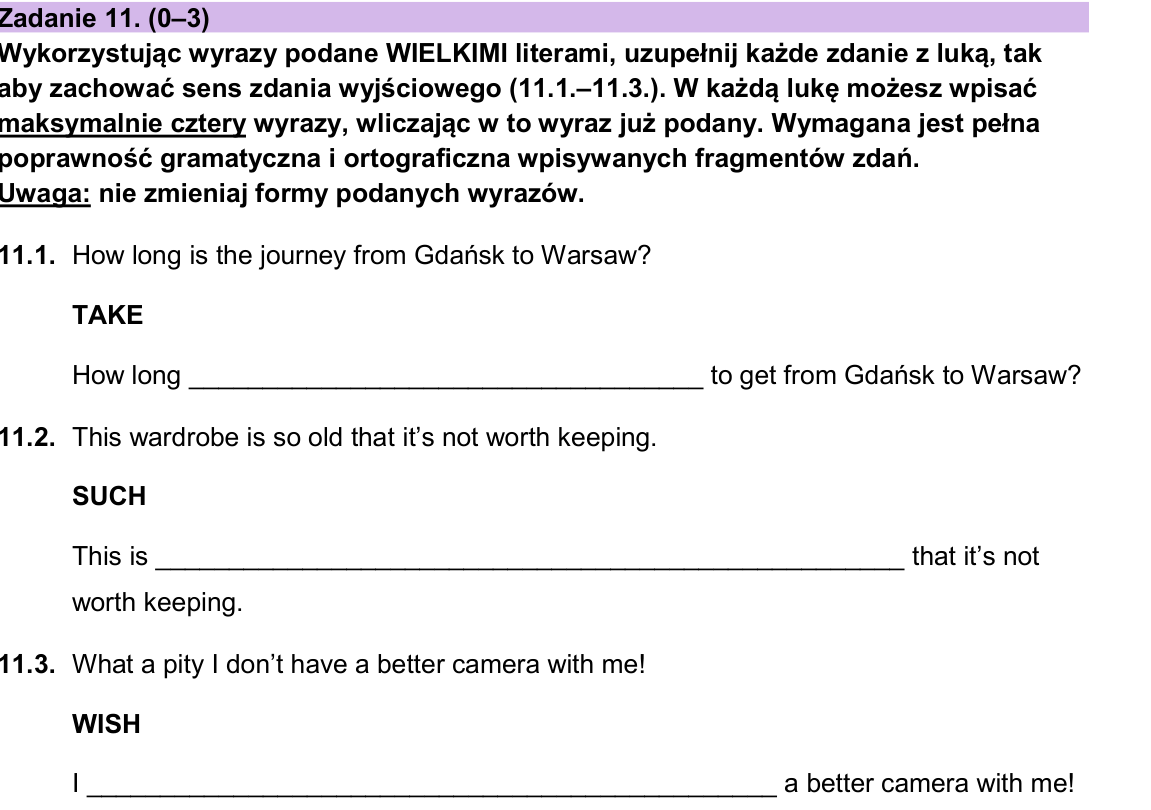 Zadanie 11. (0–3)
Wykorzystując wyrazy podane WIELKIMI literami, uzupełnij każde zdanie z luką, tak
aby zachować sens zdania wyjściowego (11.1.–11.3.). W każdą lukę możesz wpisać
maksymalnie cztery wyrazy, wliczając w to wyraz już podany. Wymagana jest pełna
poprawność gramatyczna i ortograficzna wpisywanych fragmentów zdań.
Uwaga: nie zmieniaj formy podanych wyrazów.
11.1. How long is the journey from Gdańsk to Warsaw?
TAKE
How long ___________________________________ to get from Gdańsk to Warsaw?
11.2. This wardrobe is so old that it’s not worth keeping.
SUCH
This is ___________________________________________________ that it’s not
worth keeping.
11.3. What a pity I don’t have a better camera with me!
WISH
I _______________________________________________ a better camera with me!